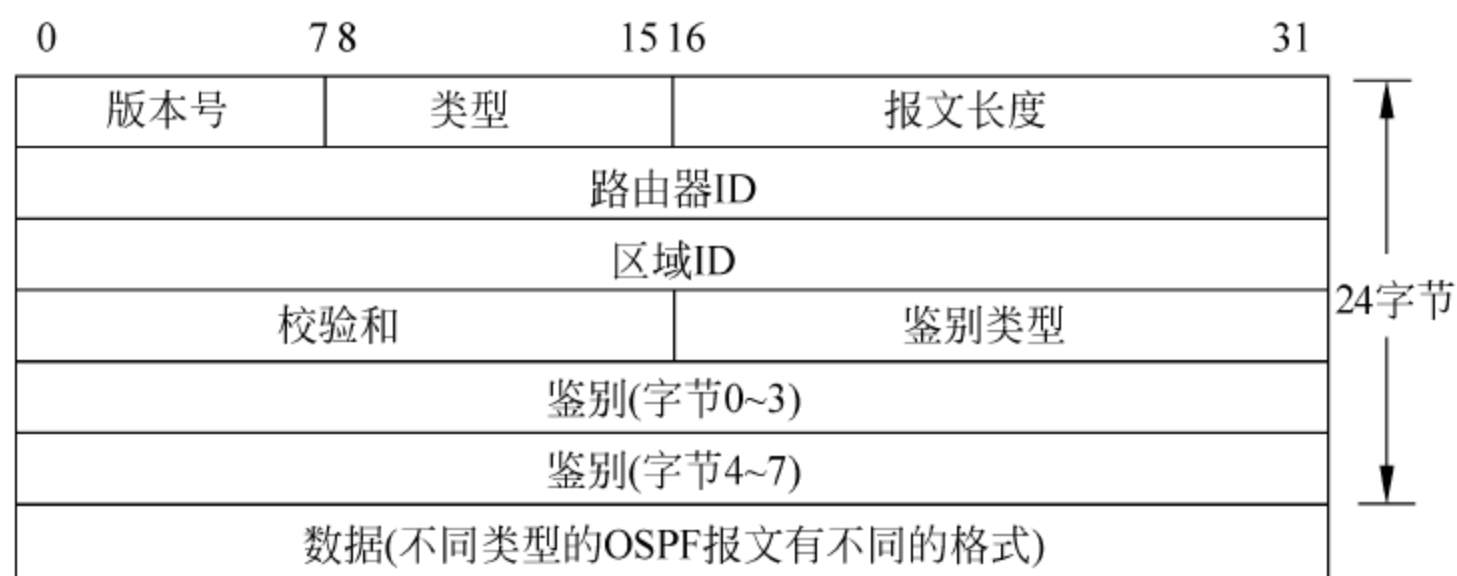 0 7 8 15 16 31
版本号 类型 报文长度
路由器ID
区域ID
24字节
校验和 鉴别类型
鉴别(字节0~3)
鉴别(字节4~7)
数据(不同类型的OSPF报文有不同的格式)